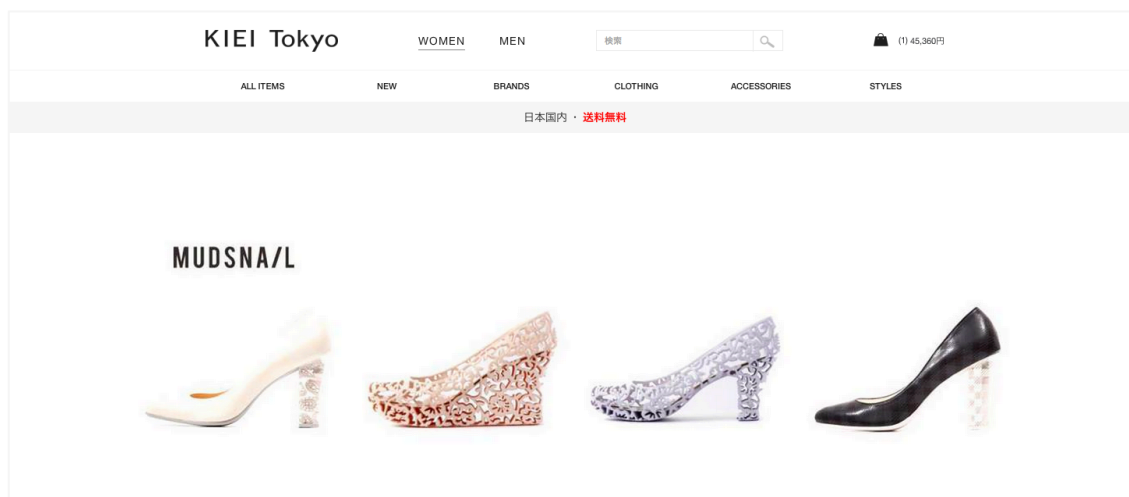 KIEI Tokyo
WOMEN
MEN
検索
(1) 45,360円
ALL ITEMS
NEW
BRANDS
CLOTHING
ACCESSORIES
STYLES
日本国内 ・ 送料無料
MUDSNA/L